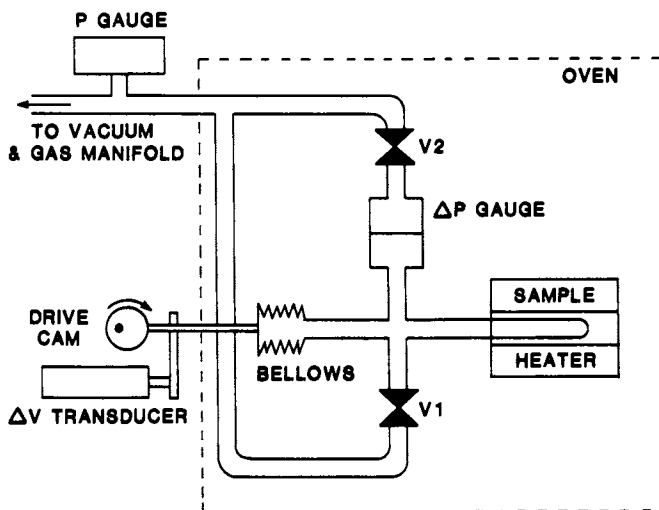 P GAUGE
OVEN
TO VACUUM
& GAS MANIFOLD
V2
ΔP GAUGE
SAMPLE
DRIVE
CAM
HEATER
BELLOWS
V1
ΔV TRANSDUCER